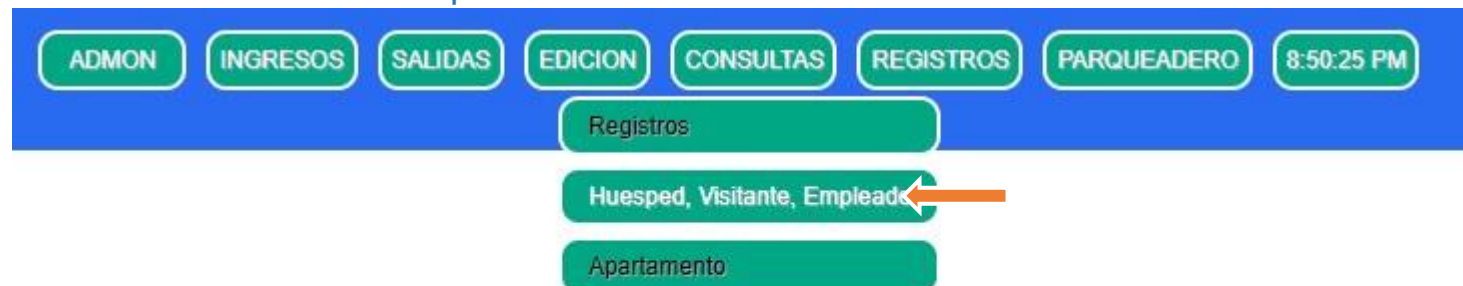 ADMON INGRESOS SALIDAS EDICION CONSULTAS REGISTROS PARQUEADERO 8:50:25 PM
Registros
Huesped, Visitante, Empleado
Apartamento